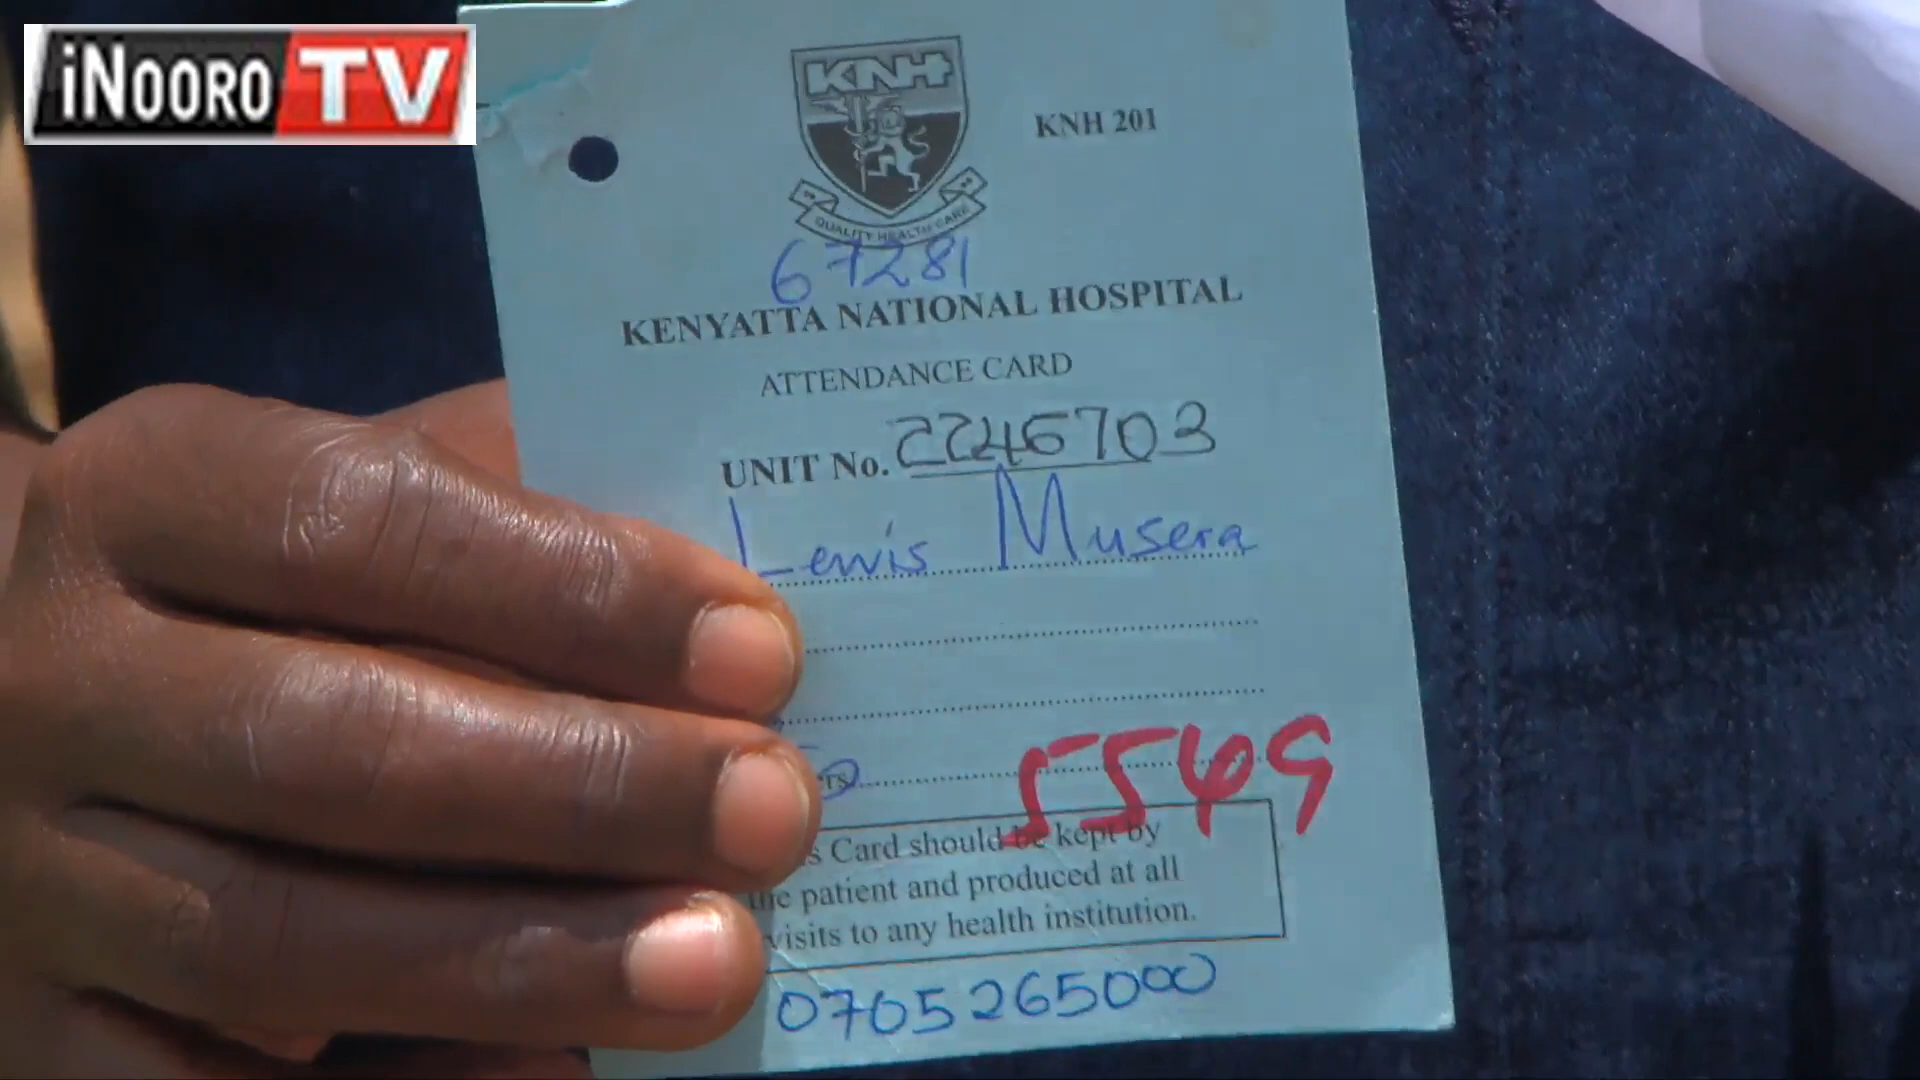 iNOORO TV
KNH
KNH 201
QUALITY HEALTH CARE
67281
KENYATTA NATIONAL HOSPITAL
ATTENDANCE CARD
UNIT No. 2246703
Lewis Musera
5549
Card should be kept by
the patient and produced at all
visits to any health institution.
0705265000